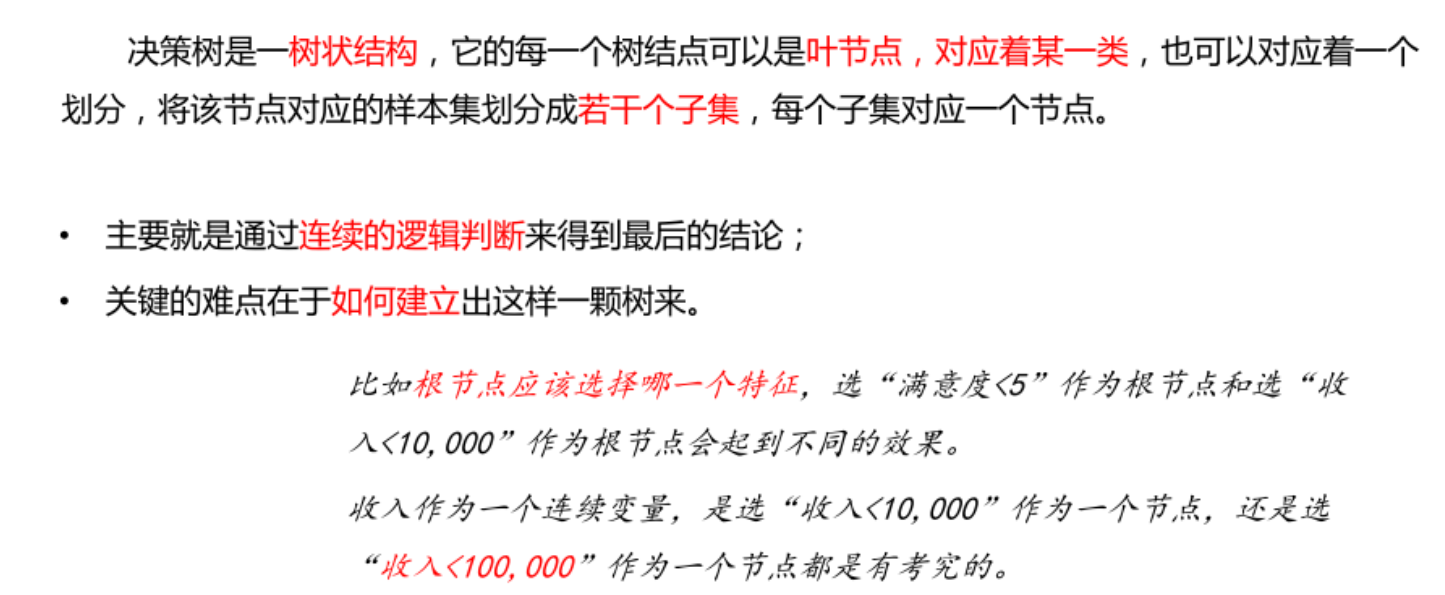 决策树是一树状结构，它的每一个树结点可以是叶节点，对应着某一类，也可以对应着一个
划分，将该节点对应的样本集划分成若干个子集，每个子集对应一个节点。
• 主要就是通过连续的逻辑判断来得到最后的结论；
• 关键的难点在于如何建立出这样一颗树来。
比如根节点应该选择哪一个特征，选“满意度<5”作为根节点和选“收
入<10,000”作为根节点会起到不同的效果。
收入作为一个连续变量，是选“收入<10,000”作为一个节点，还是选
“收入<100,000”作为一个节点都是有考究的。